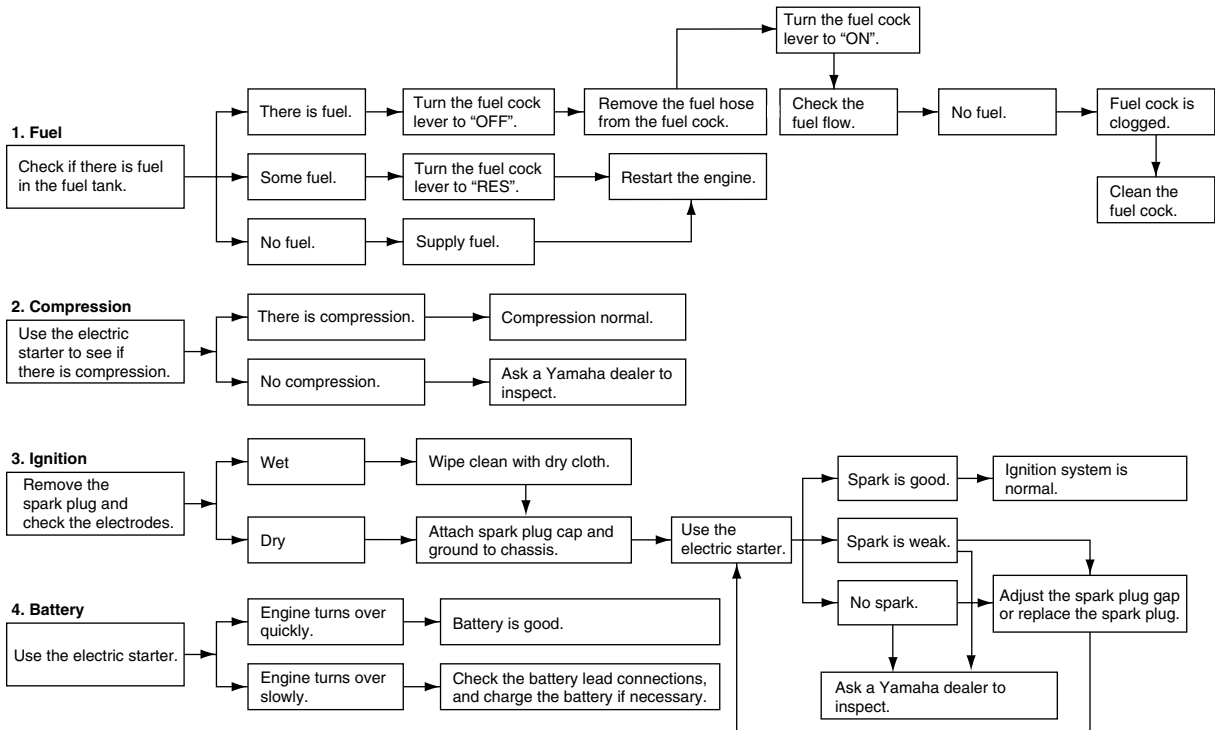 Turn the fuel cock
lever to “ON”.
1. Fuel
Check if there is fuel
in the fuel tank.
There is fuel.
Turn the fuel cock
lever to “OFF”.
Remove the fuel hose
from the fuel cock.
Check the
fuel flow.
No fuel.
Fuel cock is
clogged.
Clean the
fuel cock.
Some fuel.
Turn the fuel cock
lever to “RES”.
Restart the engine.
No fuel.
Supply fuel.
2. Compression
Use the electric
starter to see if
there is compression.
There is compression.
Compression normal.
No compression.
Ask a Yamaha dealer to
inspect.
3. Ignition
Remove the
spark plug and
check the electrodes.
Wet
Wipe clean with dry cloth.
Dry
Attach spark plug cap and
ground to chassis.
Use the
electric starter.
Spark is good.
Ignition system is
normal.
Spark is weak.
No spark.
Adjust the spark plug gap
or replace the spark plug.
Ask a Yamaha dealer to
inspect.
4. Battery
Use the electric starter.
Engine turns over
quickly.
Battery is good.
Engine turns over
slowly.
Check the battery lead connections,
and charge the battery if necessary.